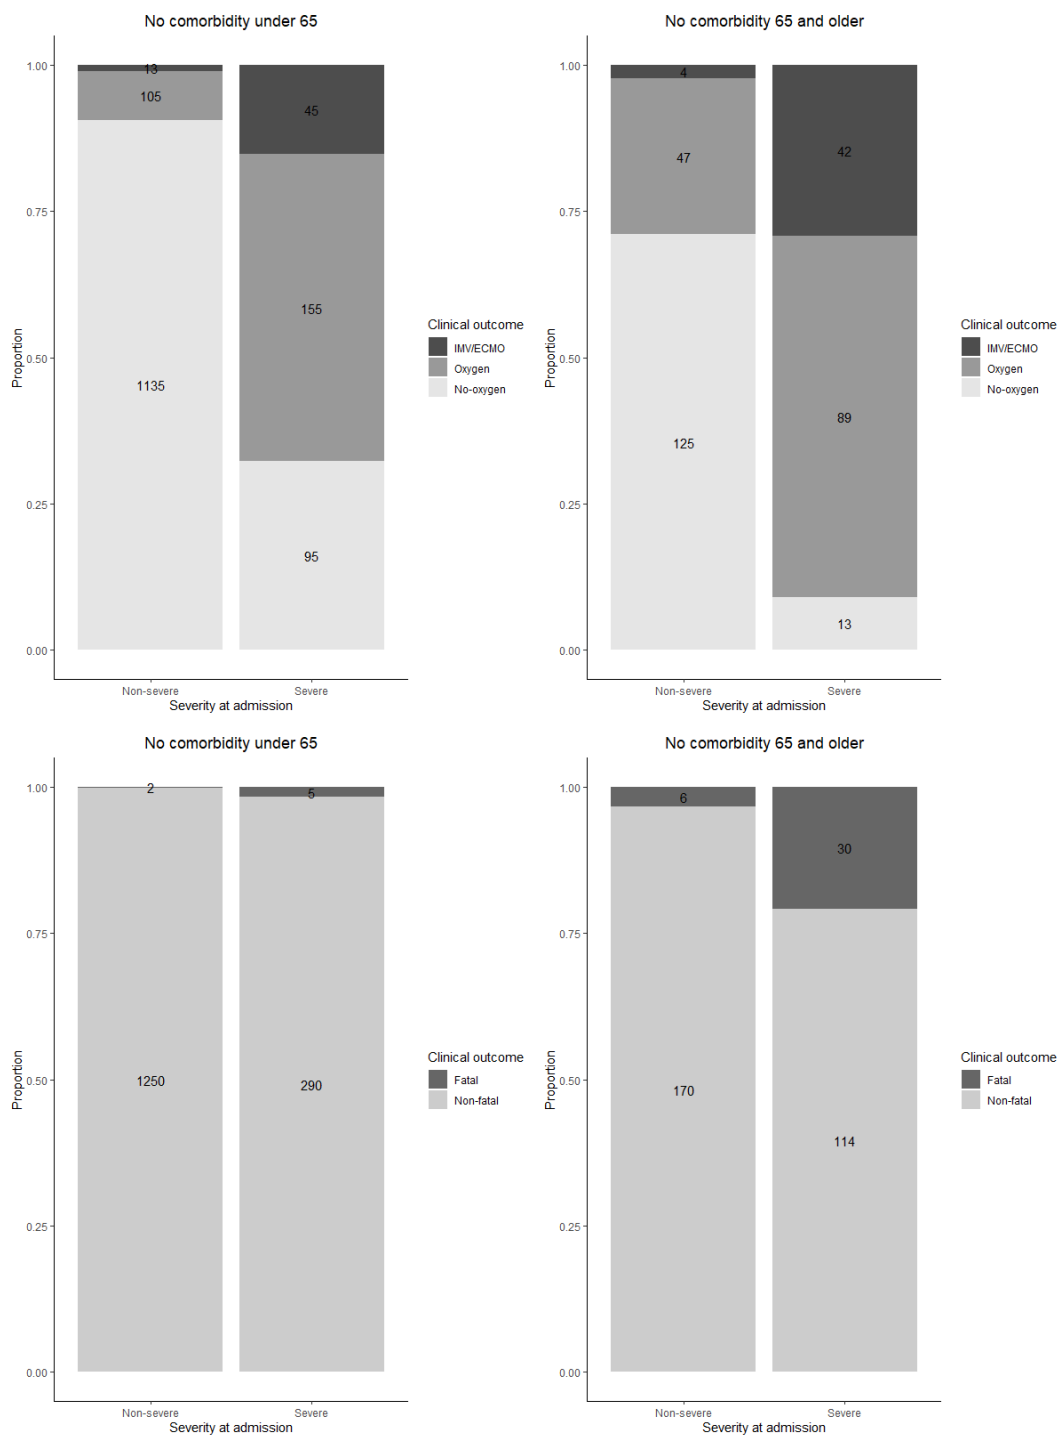 No comorbidity under 65
Proportion
1.00
0.75
0.50
0.25
0.00
13
105
1135
45
155
95
Non-severe
Severe
Severity at admission
Clinical outcome
IMV/ECMO
Oxygen
No-oxygen
No comorbidity 65 and older
Proportion
1.00
0.75
0.50
0.25
0.00
4
47
125
42
89
13
Non-severe
Severe
Severity at admission
Clinical outcome
IMV/ECMO
Oxygen
No-oxygen
No comorbidity under 65
Proportion
1.00
0.75
0.50
0.25
0.00
2
1250
5
290
Non-severe
Severe
Severity at admission
Clinical outcome
Fatal
Non-fatal
No comorbidity 65 and older
Proportion
1.00
0.75
0.50
0.25
0.00
6
170
30
114
Non-severe
Severe
Severity at admission
Clinical outcome
Fatal
Non-fatal